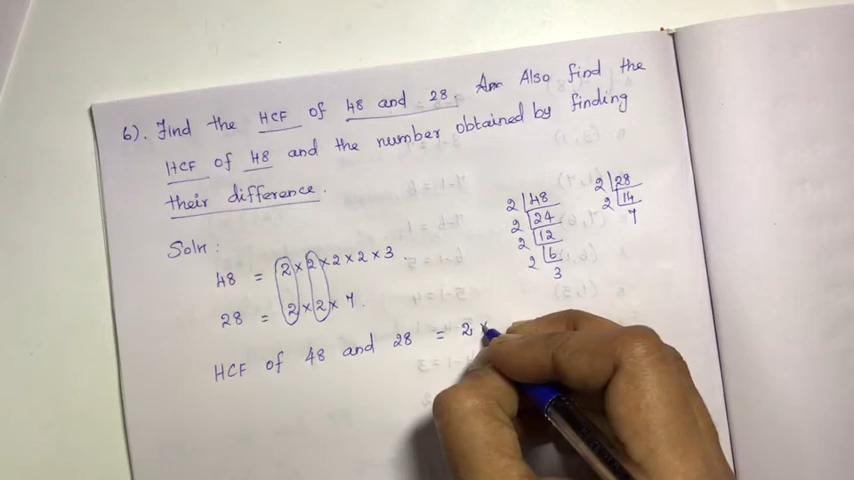 6). Find the HCF of 48 and 28. Also find the
HCF of 48 and the number obtained by finding
their difference.
Soln:
48 = 2 × 2 × 2 × 2 × 3.
28 = 2 × 2 × 7.
HCF of 48 and 28 = 2 ×
2 48
2 24
2 12
2 6
3
2 28
2 14
7